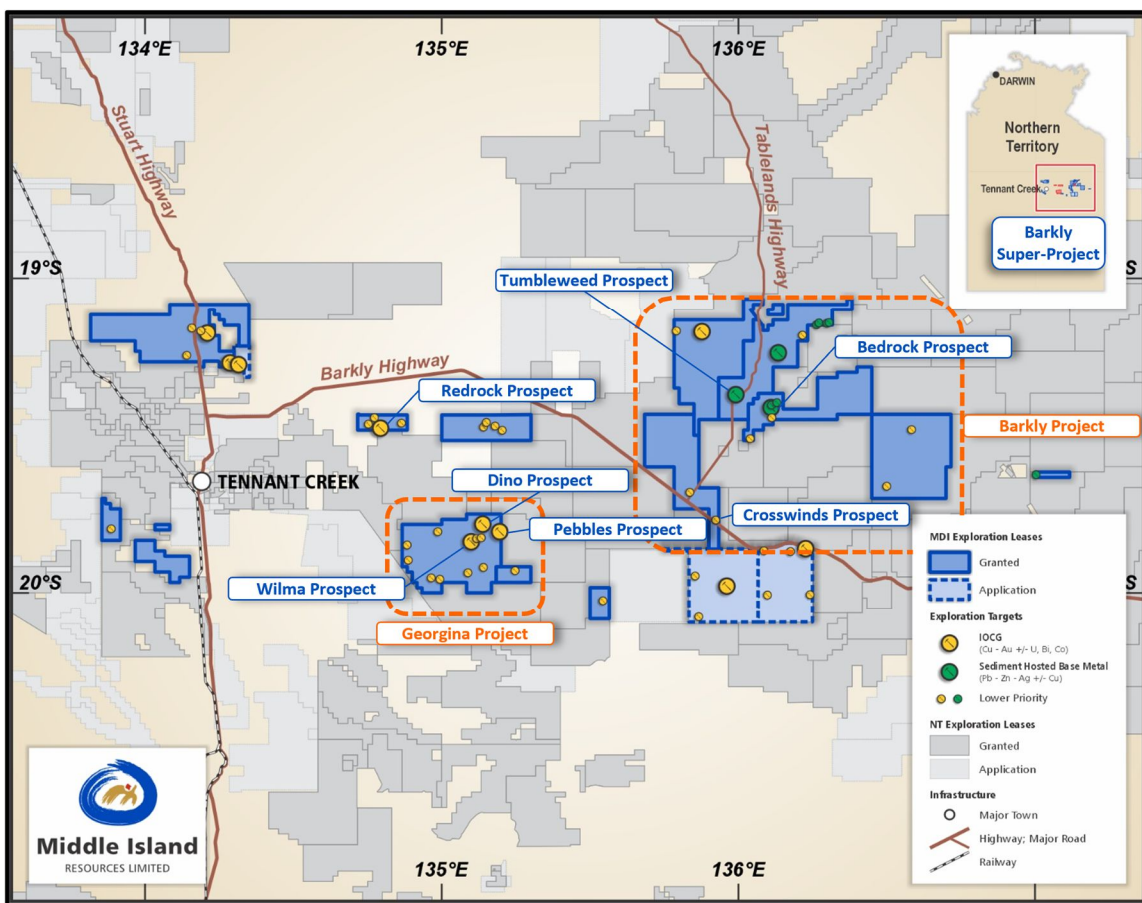 134°E
135°E
136°E
DARWIN
Northern
Territory
Tennant Creek
Barkly
Super-Project
Stuart Highway
Tablelands Highway
19°S
S
Tumbleweed Prospect
Bedrock Prospect
Barkly Highway
Redrock Prospect
Barkly Project
TENNANT CREEK
Dino Prospect
Crosswinds Prospect
Pebbles Prospect
20°S
S
Wilma Prospect
Georgina Project
MDI Exploration Leases
Granted
Application
Exploration Targets
IOCG
(Cu - Au +/- U, Bi, Co)
Sediment Hosted Base Metal
(Pb - Zn - Ag +/- Cu)
Lower Priority
NT Exploration Leases
Granted
Application
Infrastructure
Major Town
Highway; Major Road
Railway
Middle Island
RESOURCES LIMITED
135°E
136°E